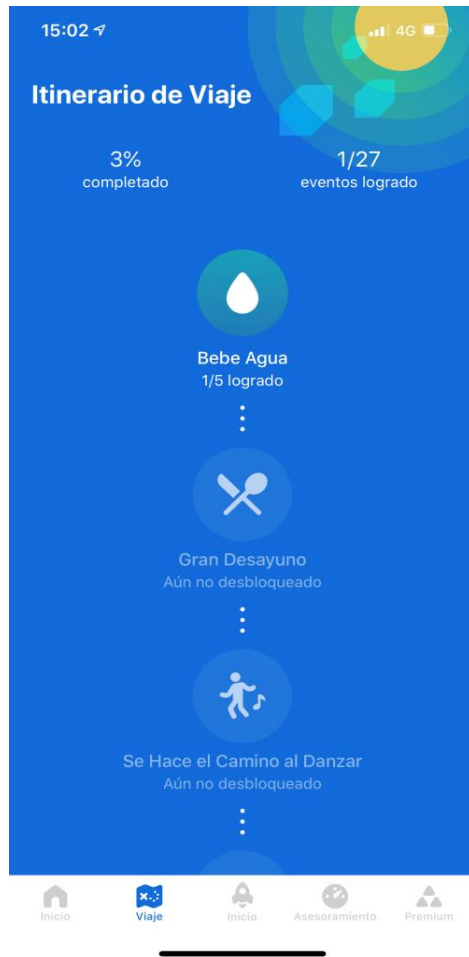 15:02
4G
Itinerario de Viaje
3%
completado
1/27
eventos logrado
Bebe Agua
1/5 logrado
Gran Desayuno
Aún no desbloqueado
Se Hace el Camino al Danzar
Aún no desbloqueado
Inicio
Viaje
Inicio
Asesoramiento
Premium